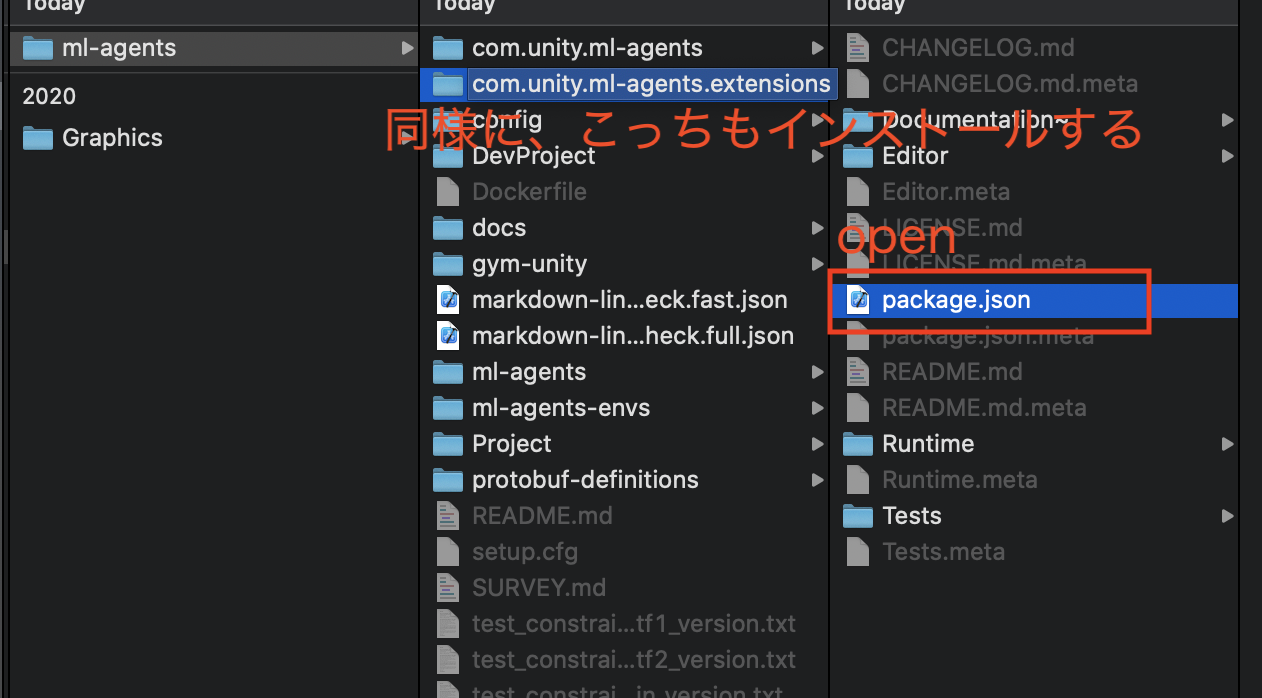 Today
ml-agents
2020
Graphics
Today
com.unity.ml-agents
com.unity.ml-agents.extensions
config
DevProject
Dockerfile
docs
gym-unity
markdown-lin...eck.fast.json
markdown-lin...heck.full.json
ml-agents
ml-agents-envs
Project
protobuf-definitions
README.md
setup.cfg
SURVEY.md
test_constrai...tf1_version.txt
test_constrai...tf2_version.txt
test_constrai...in_version.txt
Today
CHANGELOG.md
CHANGELOG.md.meta
Documentation~
Editor
Editor.meta
LICENSE.md
LICENSE.md.meta
package.json
package.json.meta
README.md
README.md.meta
Runtime
Runtime.meta
Tests
Tests.meta
同様に、こっちもインストールする
open